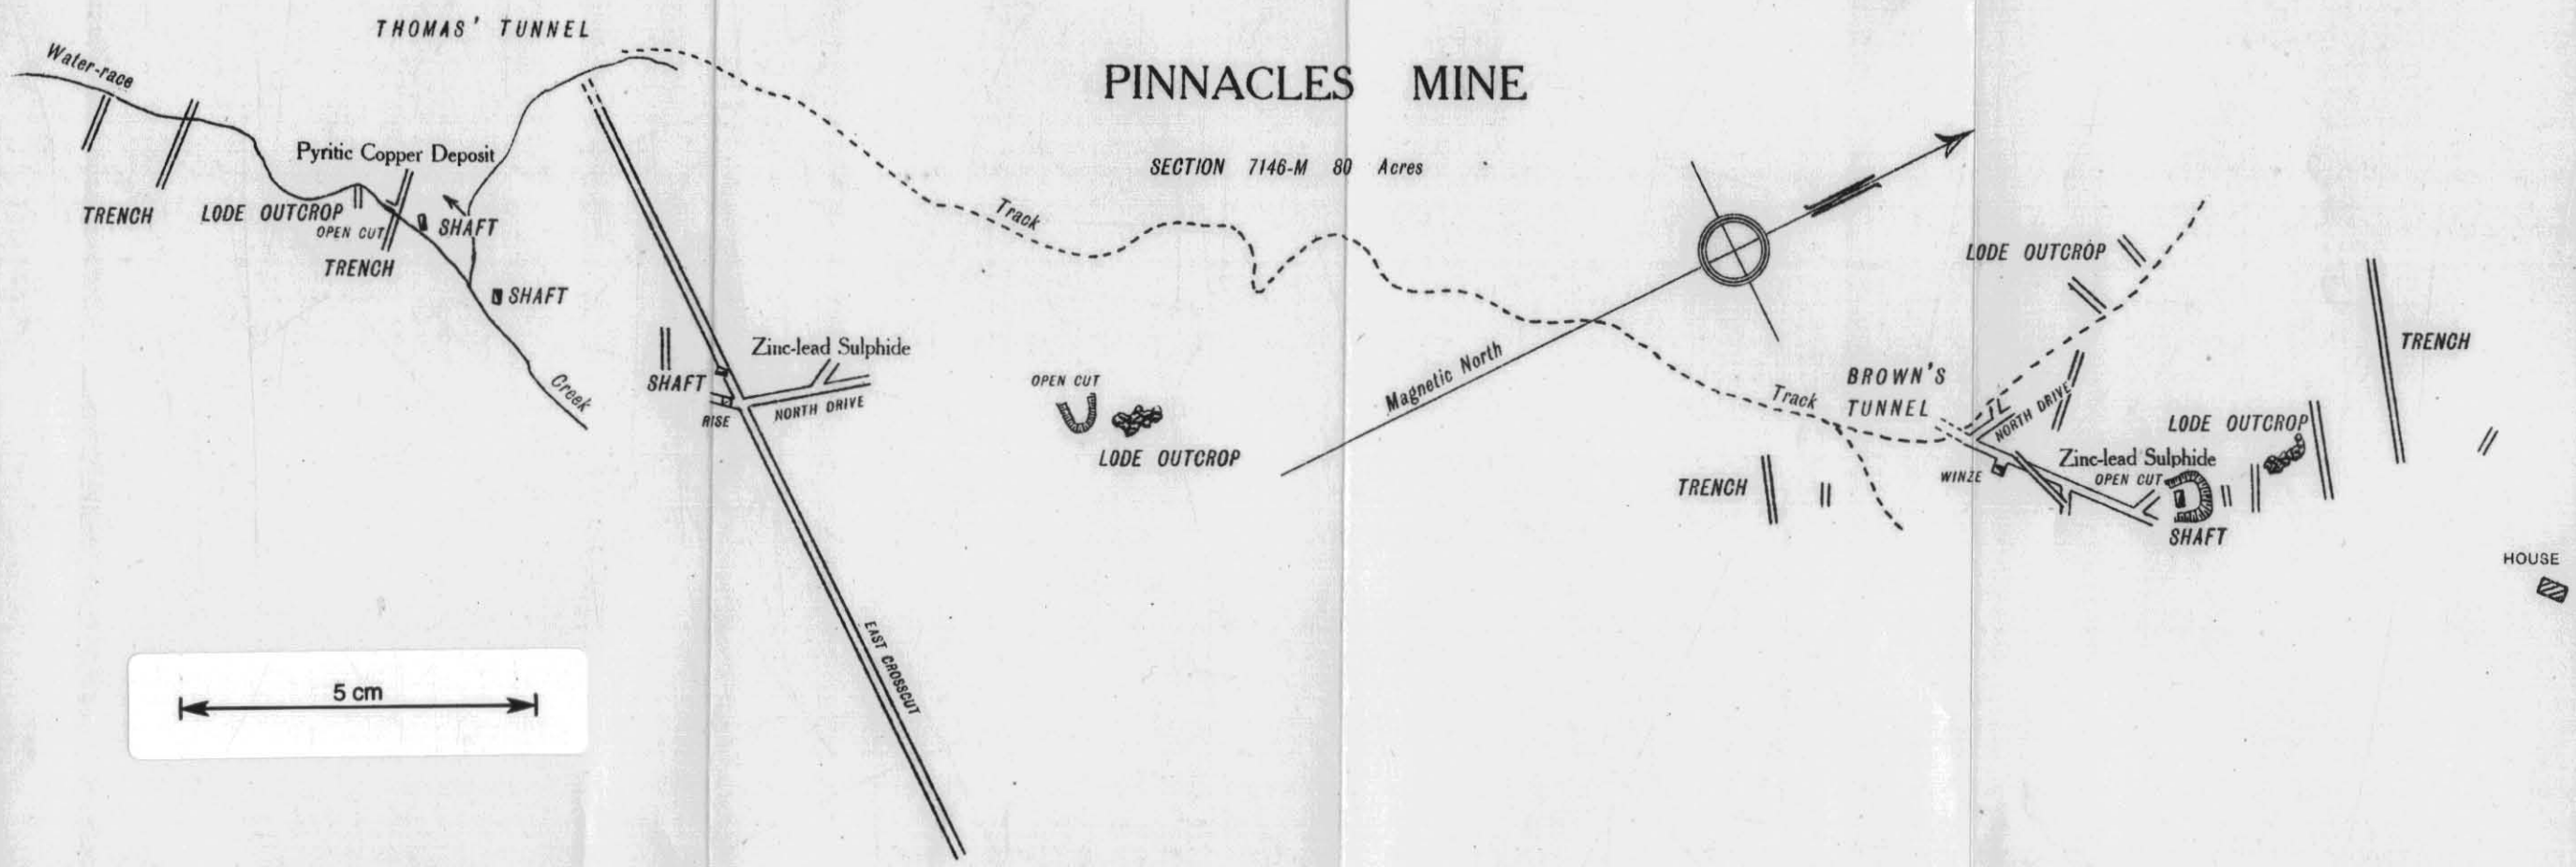 THOMAS' TUNNEL
Water-race
PINNACLES MINE
SECTION 7146-M 80 Acres
Pyritic Copper Deposit
TRENCH
LODE OUTCROP
OPEN CUT
SHAFT
TRENCH
SHAFT
Creek
Track
Zinc-lead Sulphide
SHAFT
RISE
NORTH DRIVE
EAST CROSSCUT
OPEN CUT
LODE OUTCROP
Magnetic North
Track
BROWN'S
TUNNEL
TRENCH
LODE OUTCROP
NORTH DRIVE
WINZE
LODE OUTCROP
Zinc-lead Sulphide
OPEN CUT
SHAFT
TRENCH
HOUSE
5 cm